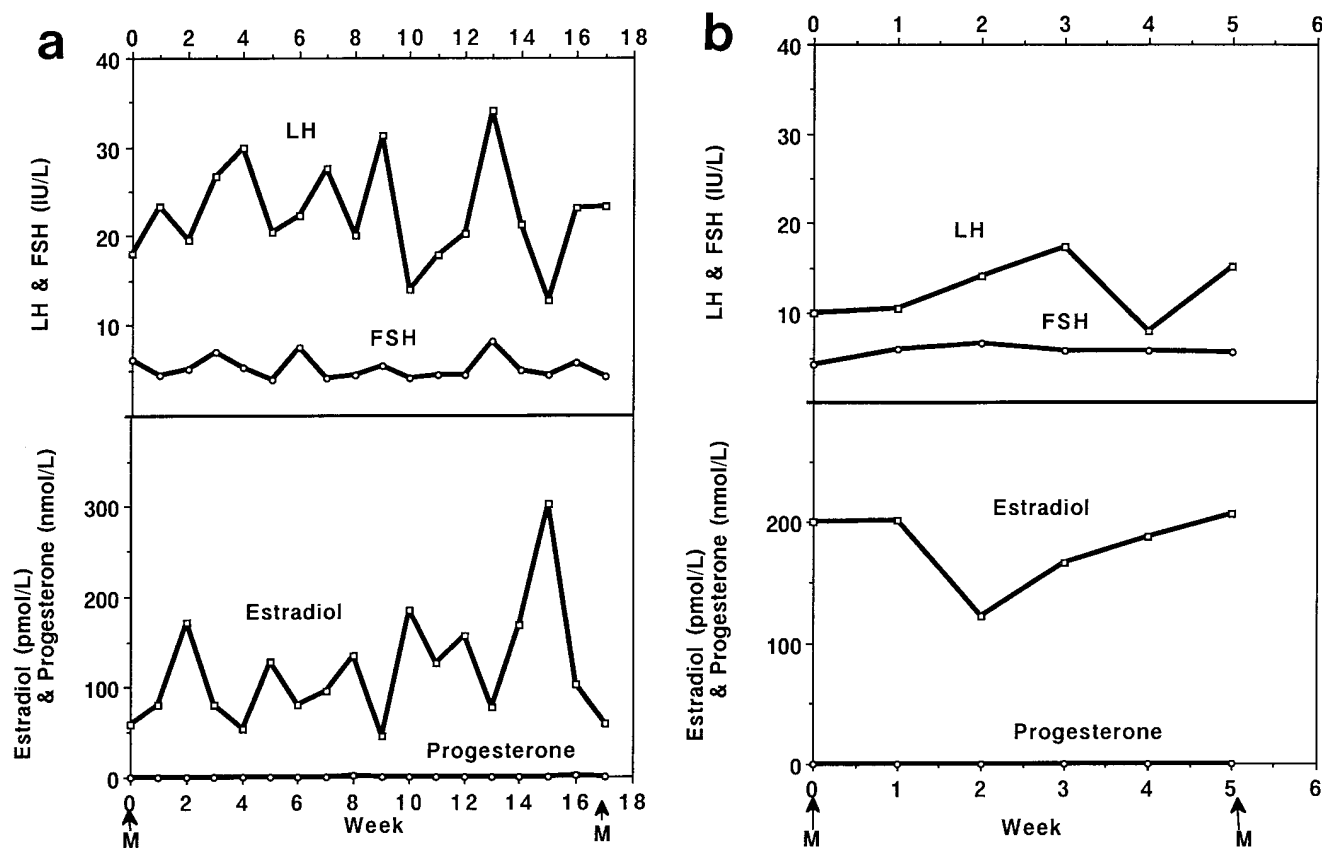 a
0 2 4 6 8 10 12 14 16 18
40
30
20
10
LH & FSH (IU/L)
LH
FSH
300
200
100
0
Estradiol (pmol/L)
& Progesterone (nmol/L)
Estradiol
Progesterone
0 2 4 6 8 10 12 14 16 18
Week
M
M
b
0 1 2 3 4 5 6
40
30
20
10
LH & FSH (IU/L)
LH
FSH
200
100
0
Estradiol (pmol/L)
& Progesterone (nmol/L)
Estradiol
Progesterone
0 1 2 3 4 5 6
Week
M
M